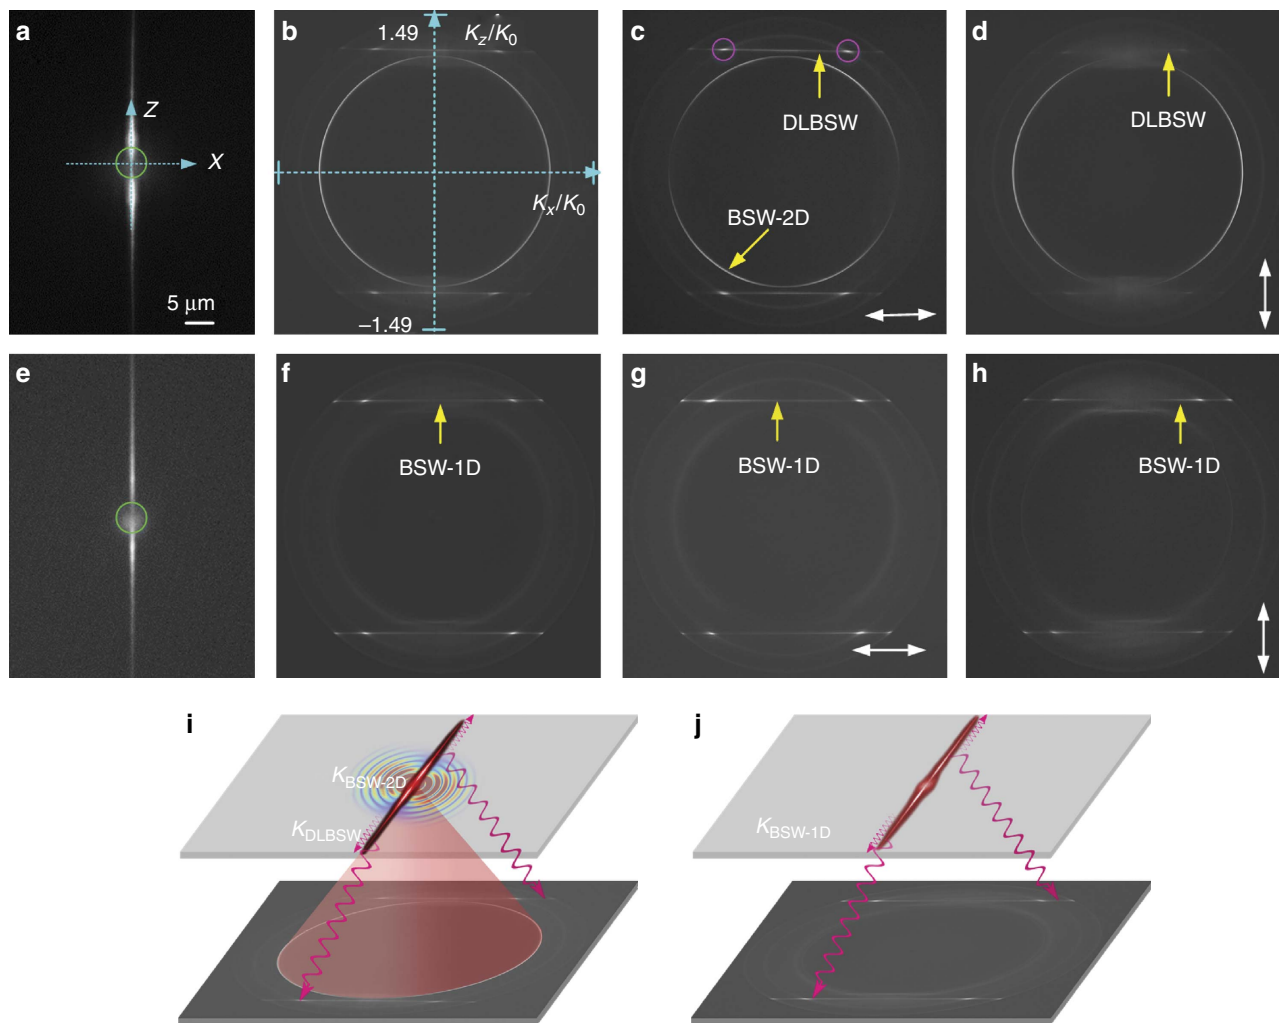 a
Z
X
5 μm
b
1.49
Kz/K0
Kx/K0
–1.49
c
DLBSW
BSW-2D
d
DLBSW
e
f
BSW-1D
g
BSW-1D
h
BSW-1D
i
KBSW-2D
KDLBSW
j
KBSW-1D